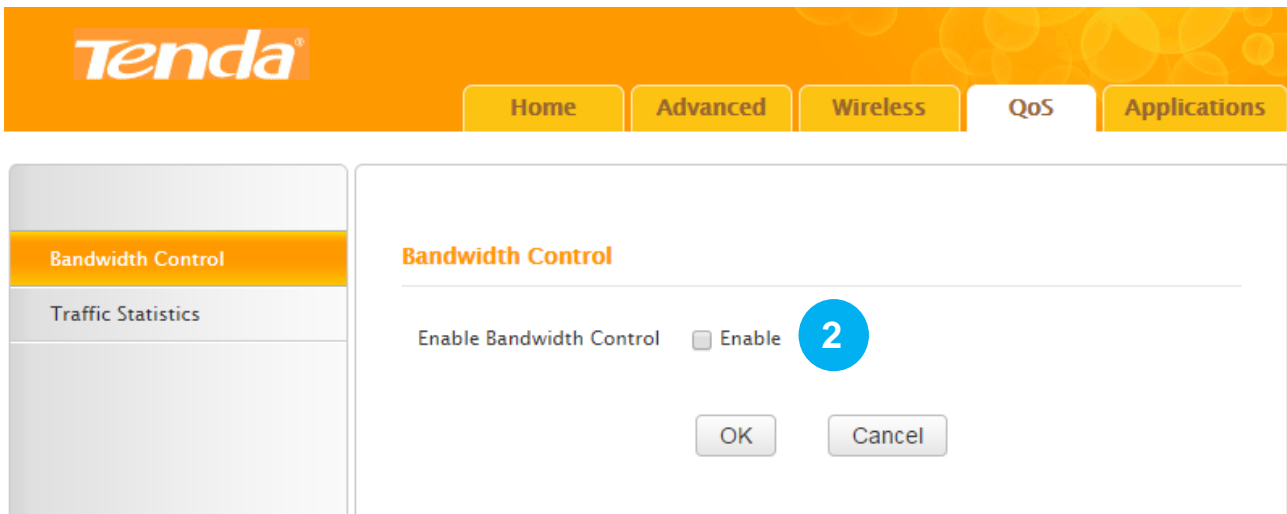 Tenda®
Home Advanced Wireless QoS Applications
Bandwidth Control
Traffic Statistics
Bandwidth Control
Enable Bandwidth Control Enable 2
OK Cancel